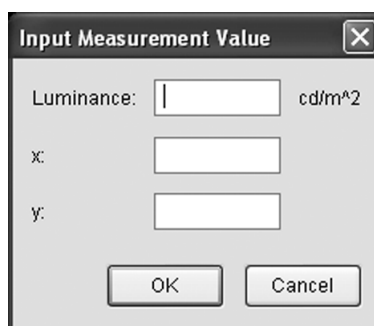 Input Measurement Value
Luminance: cd/m^2
x:
y:
OK Cancel